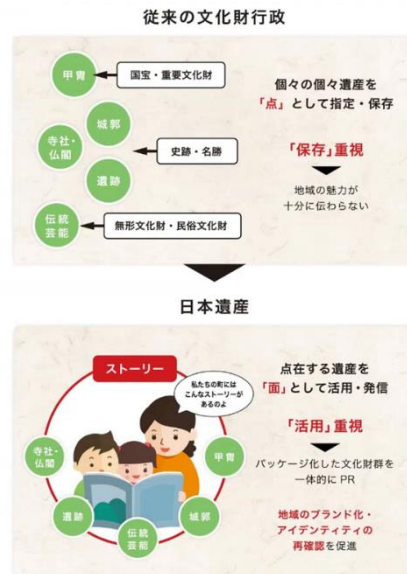 従来の文化財行政
甲冑
国宝・重要文化財
城郭
寺社・
仏閣
史跡・名勝
遺跡
伝統
芸能
無形文化財・民俗文化財
個々の個々遺産を
「点」として指定・保存
「保存」重視
地域の魅力が
十分に伝わらない
日本遺産
ストーリー
私たちの町には
こんなストーリーが
あるのよ
寺社・
仏閣
甲冑
遺跡
城郭
伝統
芸能
点在する遺産を
「面」として活用・発信
「活用」重視
パッケージ化した文化財群を
一体的に PR
地域のブランド化・
アイデンティティの
再確認を促進